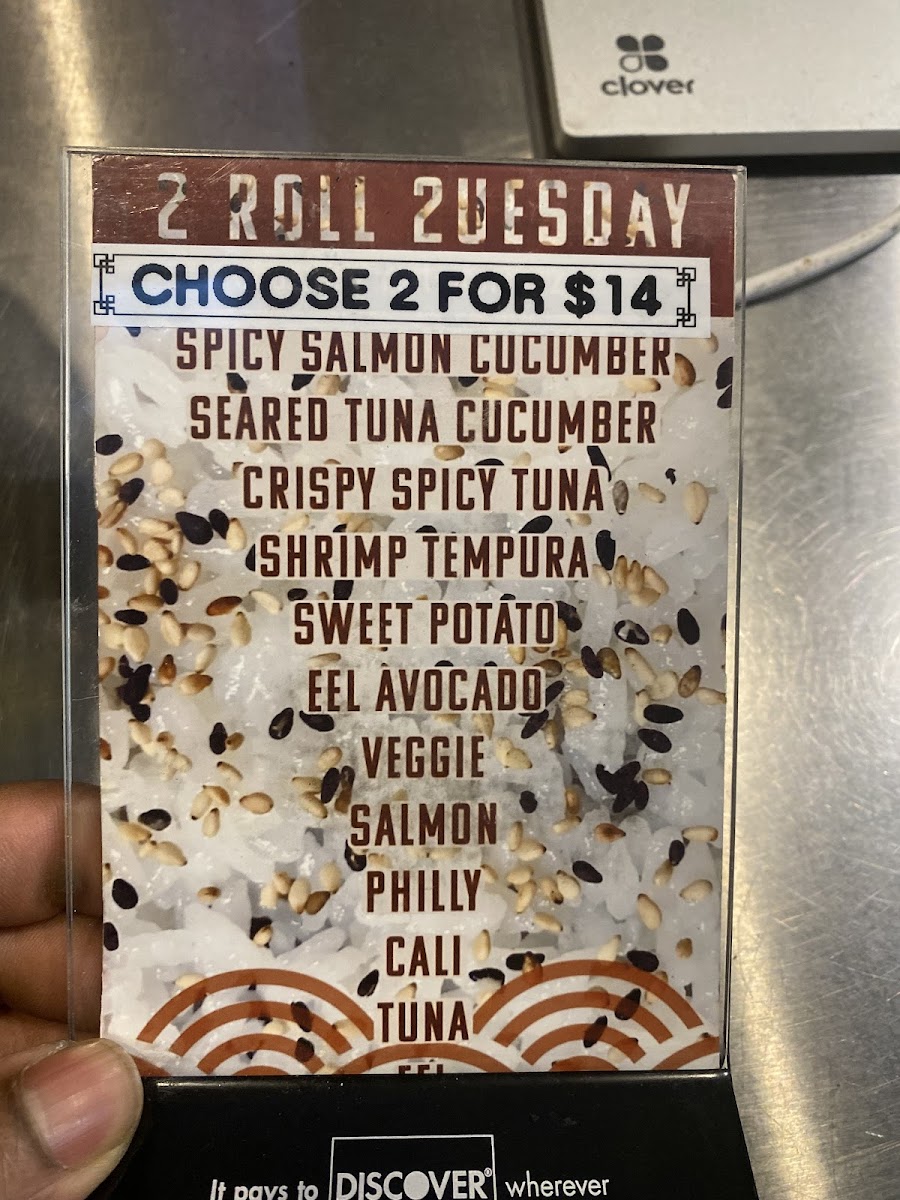 clover
2 ROLL 2UESDAY
CHOOSE 2 FOR $14
SPICY SALMON CUCUMBER
SEARED TUNA CUCUMBER
CRISPY SPICY TUNA
SHRIMP TEMPURA
SWEET POTATO
EEL AVOCADO
VEGGIE
SALMON
PHILLY
CALI
TUNA
EEL
It pays to DISCOVER® wherever